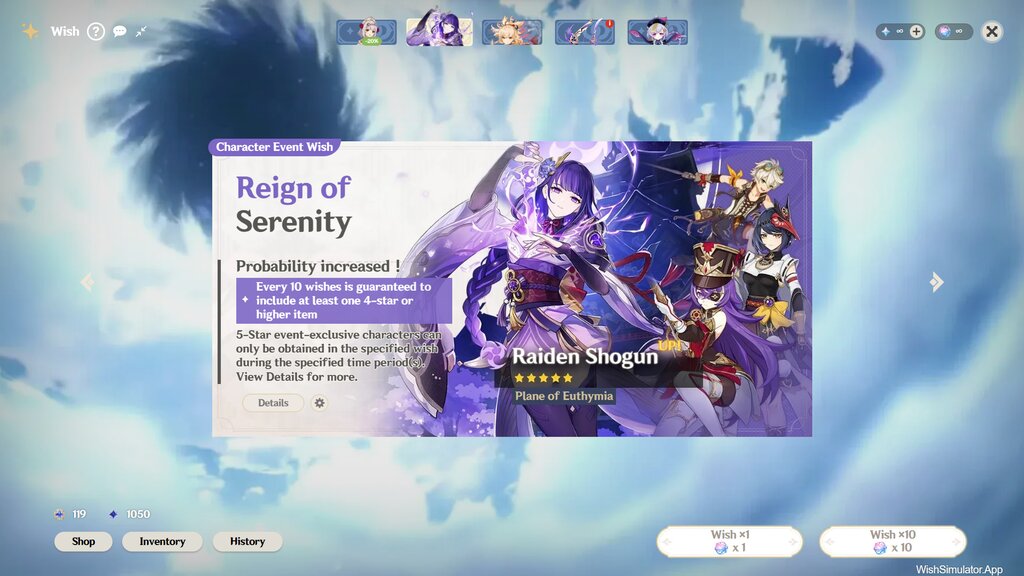 Wish ?
-20%
Character Event Wish
Reign of
Serenity
Probability increased !
Every 10 wishes is guaranteed to
include at least one 4-star or
higher item
5-Star event-exclusive characters can
only be obtained in the specified wish
during the specified time period(s).
View Details for more.
Details
UP!
Raiden Shogun
Plane of Euthymia
119 1050
Shop Inventory History
Wish ×1
x 1
Wish ×10
x 10
WishSimulator.App